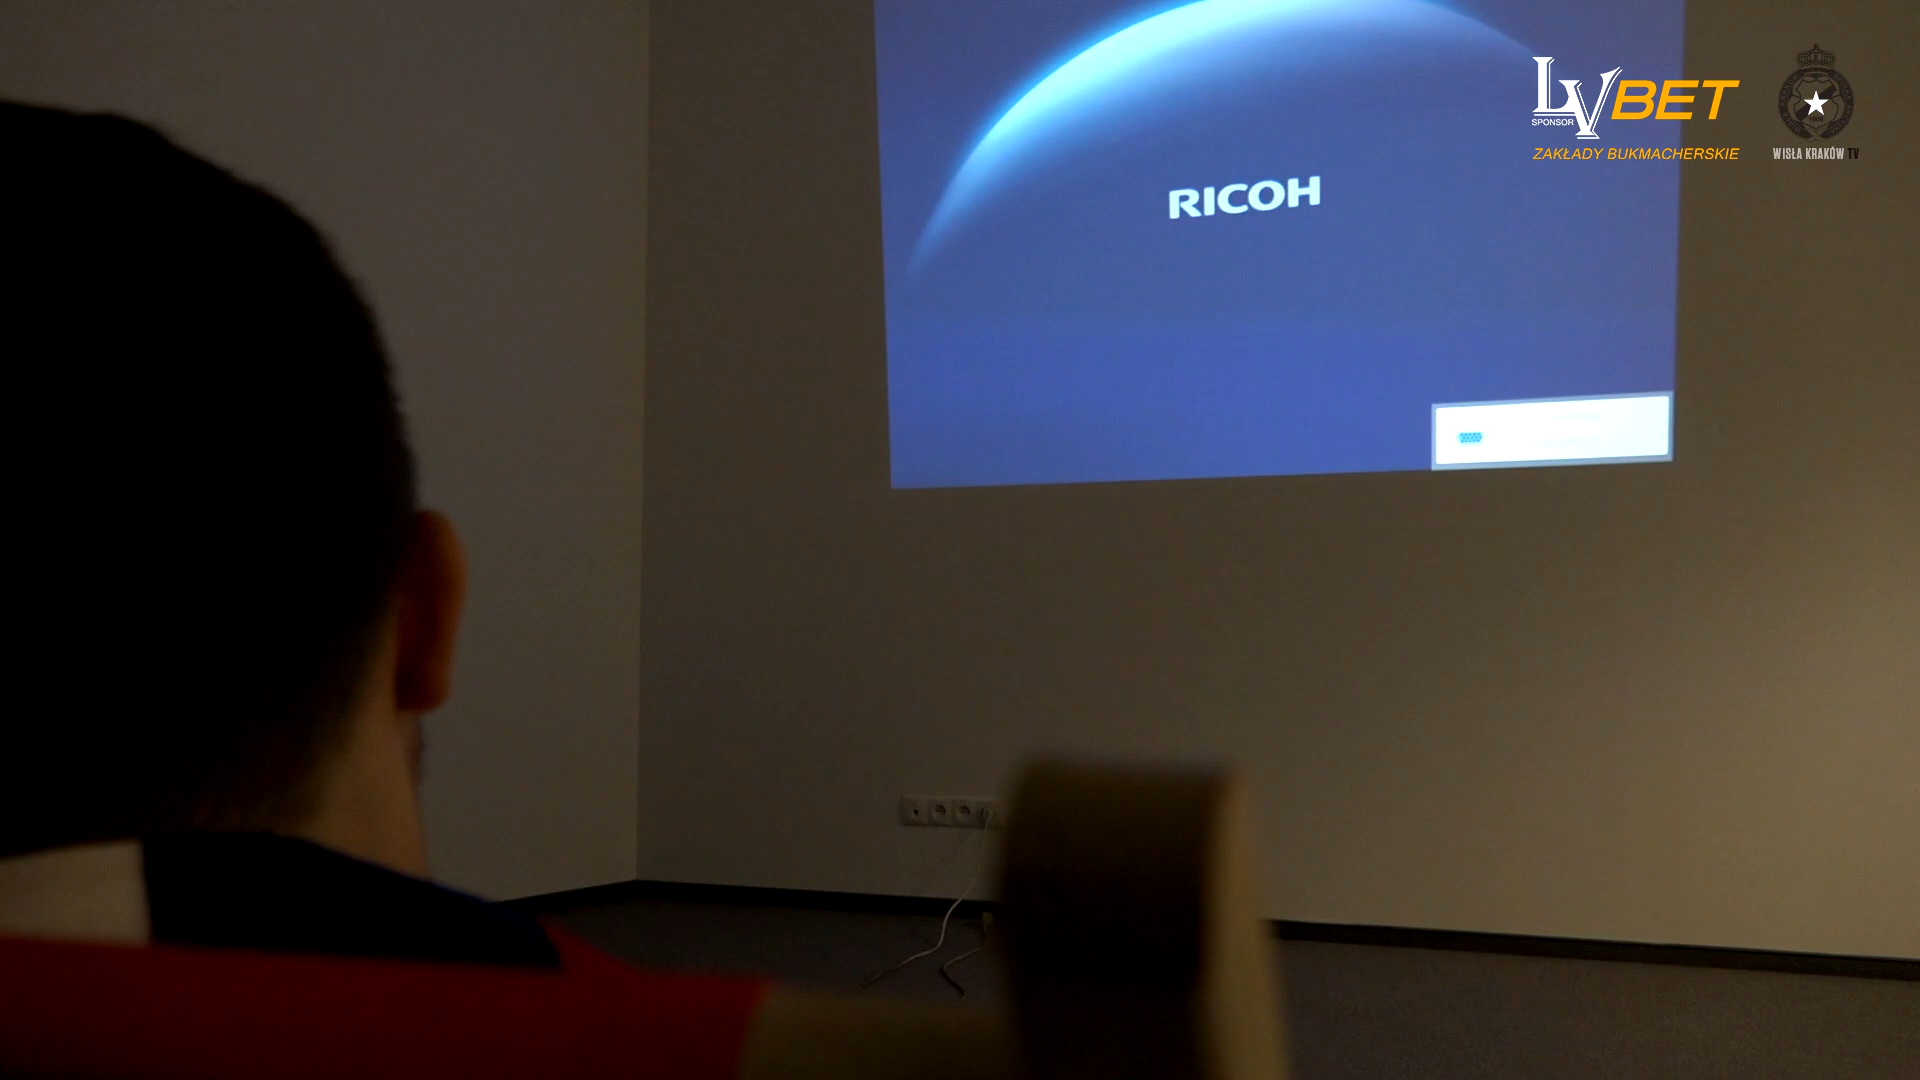 LV BET
SPONSOR
ZAKŁADY BUKMACHERSKIE
WISŁA KRAKÓW TV
RICOH